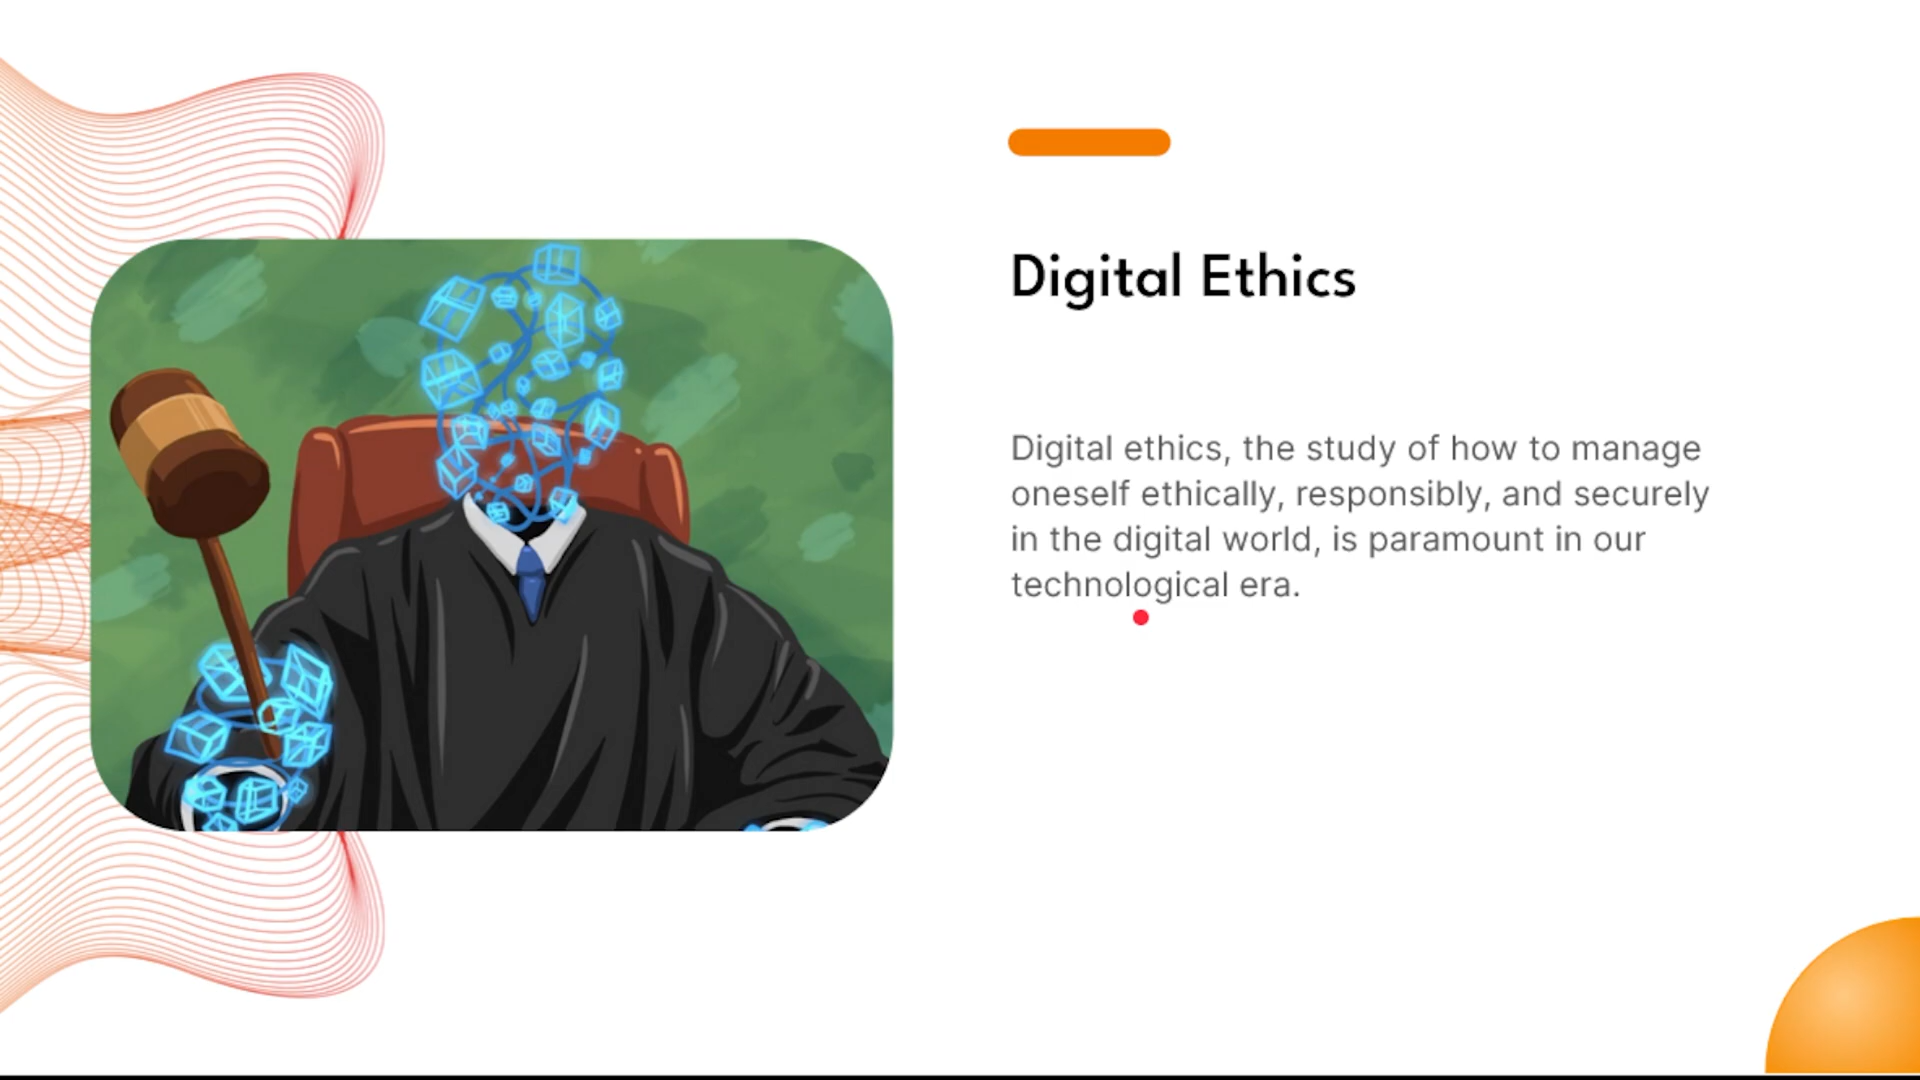 Digital Ethics
Digital ethics, the study of how to manage
oneself ethically, responsibly, and securely
in the digital world, is paramount in our
technological era.